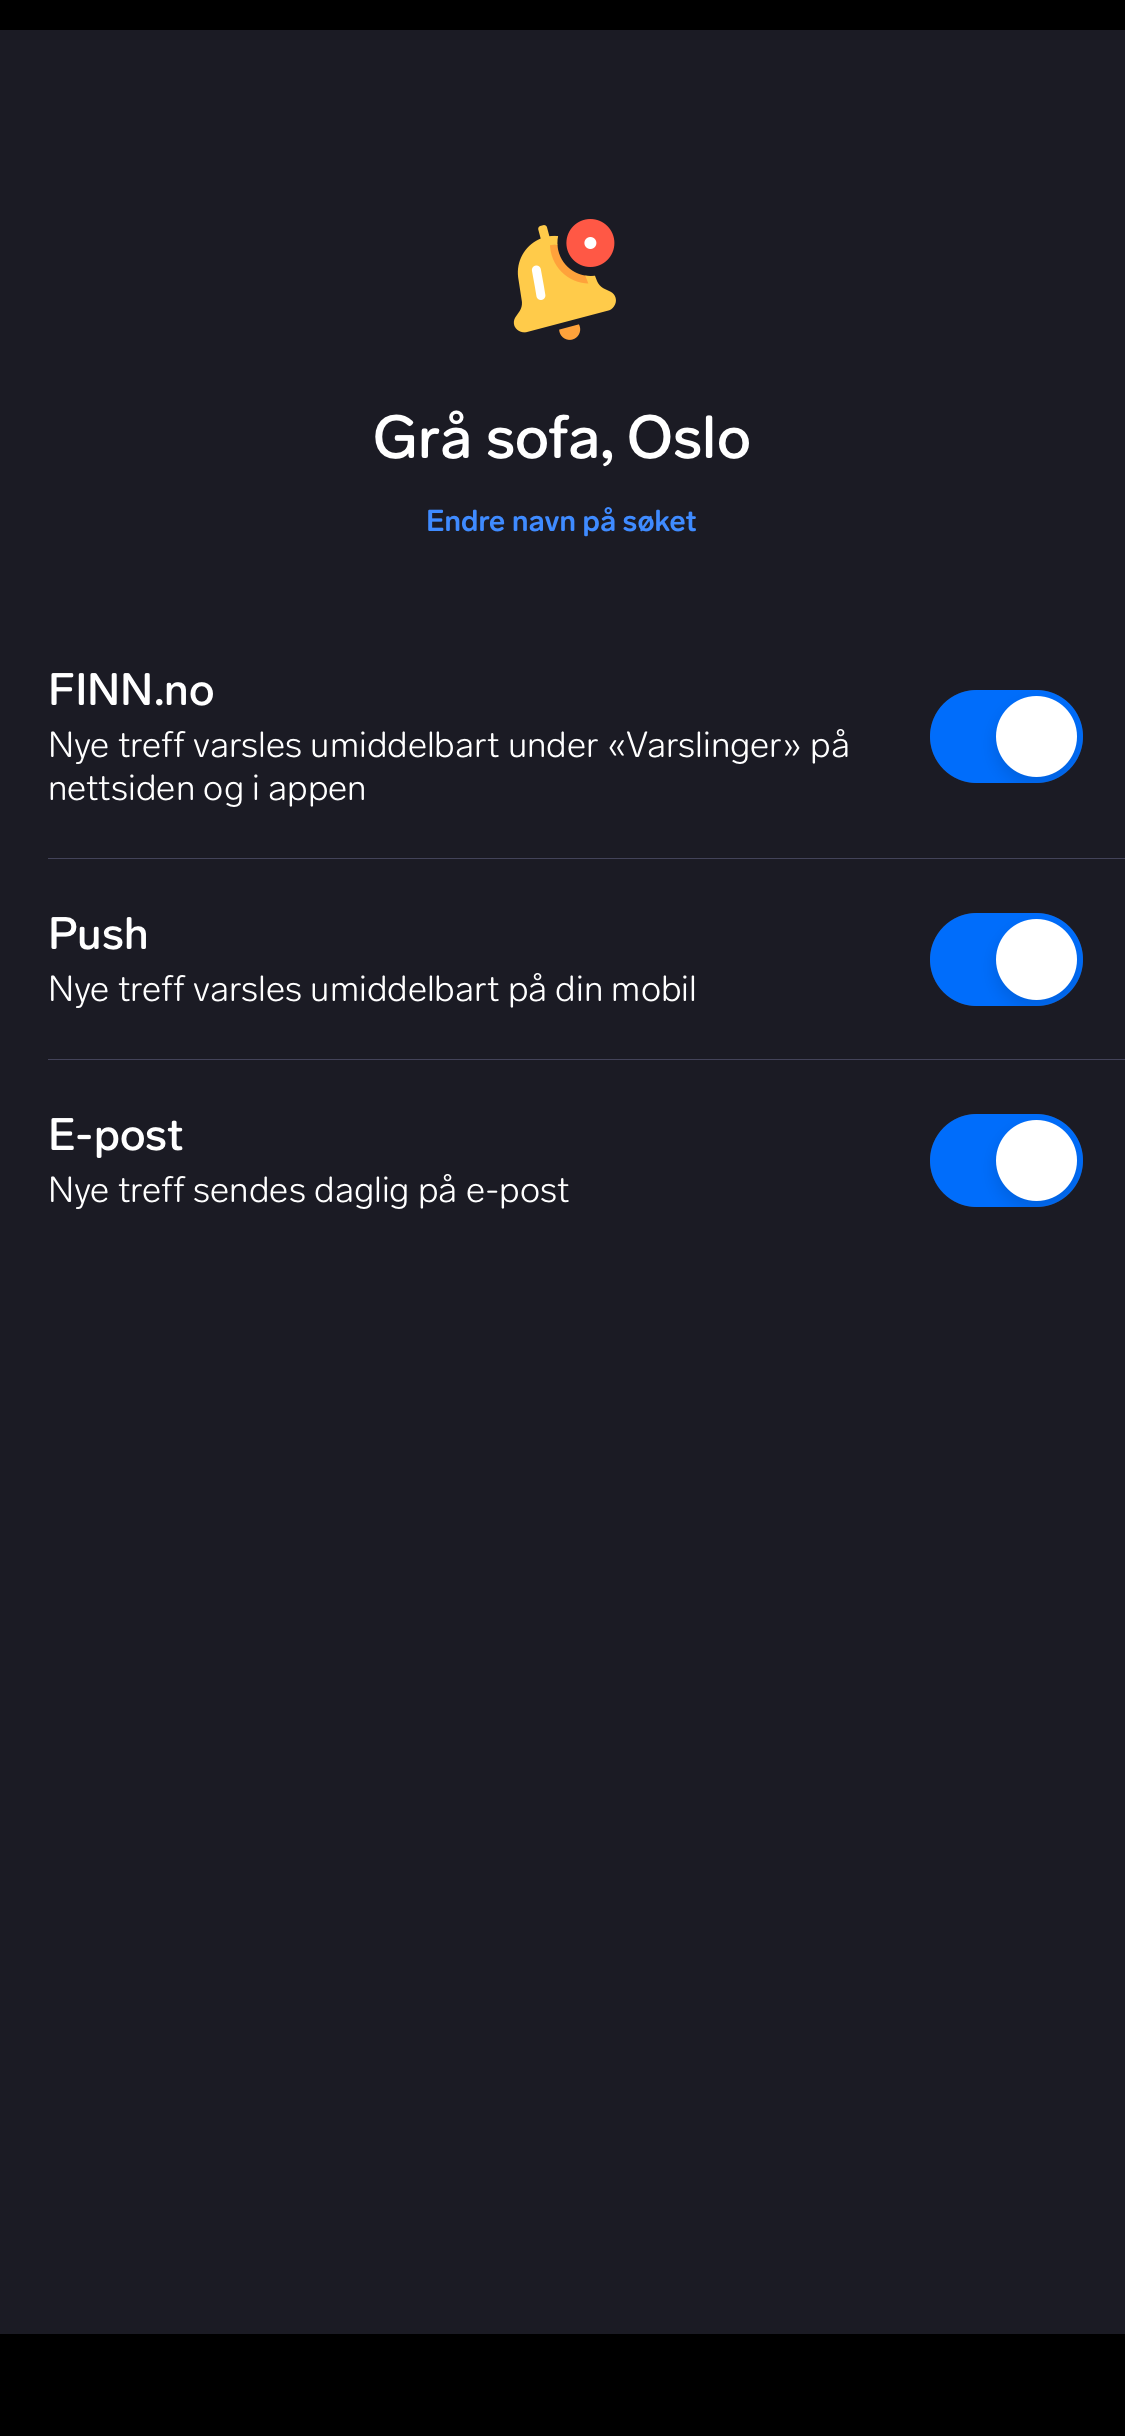 Grå sofa, Oslo
Endre navn på søket
FINN.no
Nye treff varsles umiddelbart under «Varslinger» på
nettsiden og i appen
Push
Nye treff varsles umiddelbart på din mobil
E-post
Nye treff sendes daglig på e-post